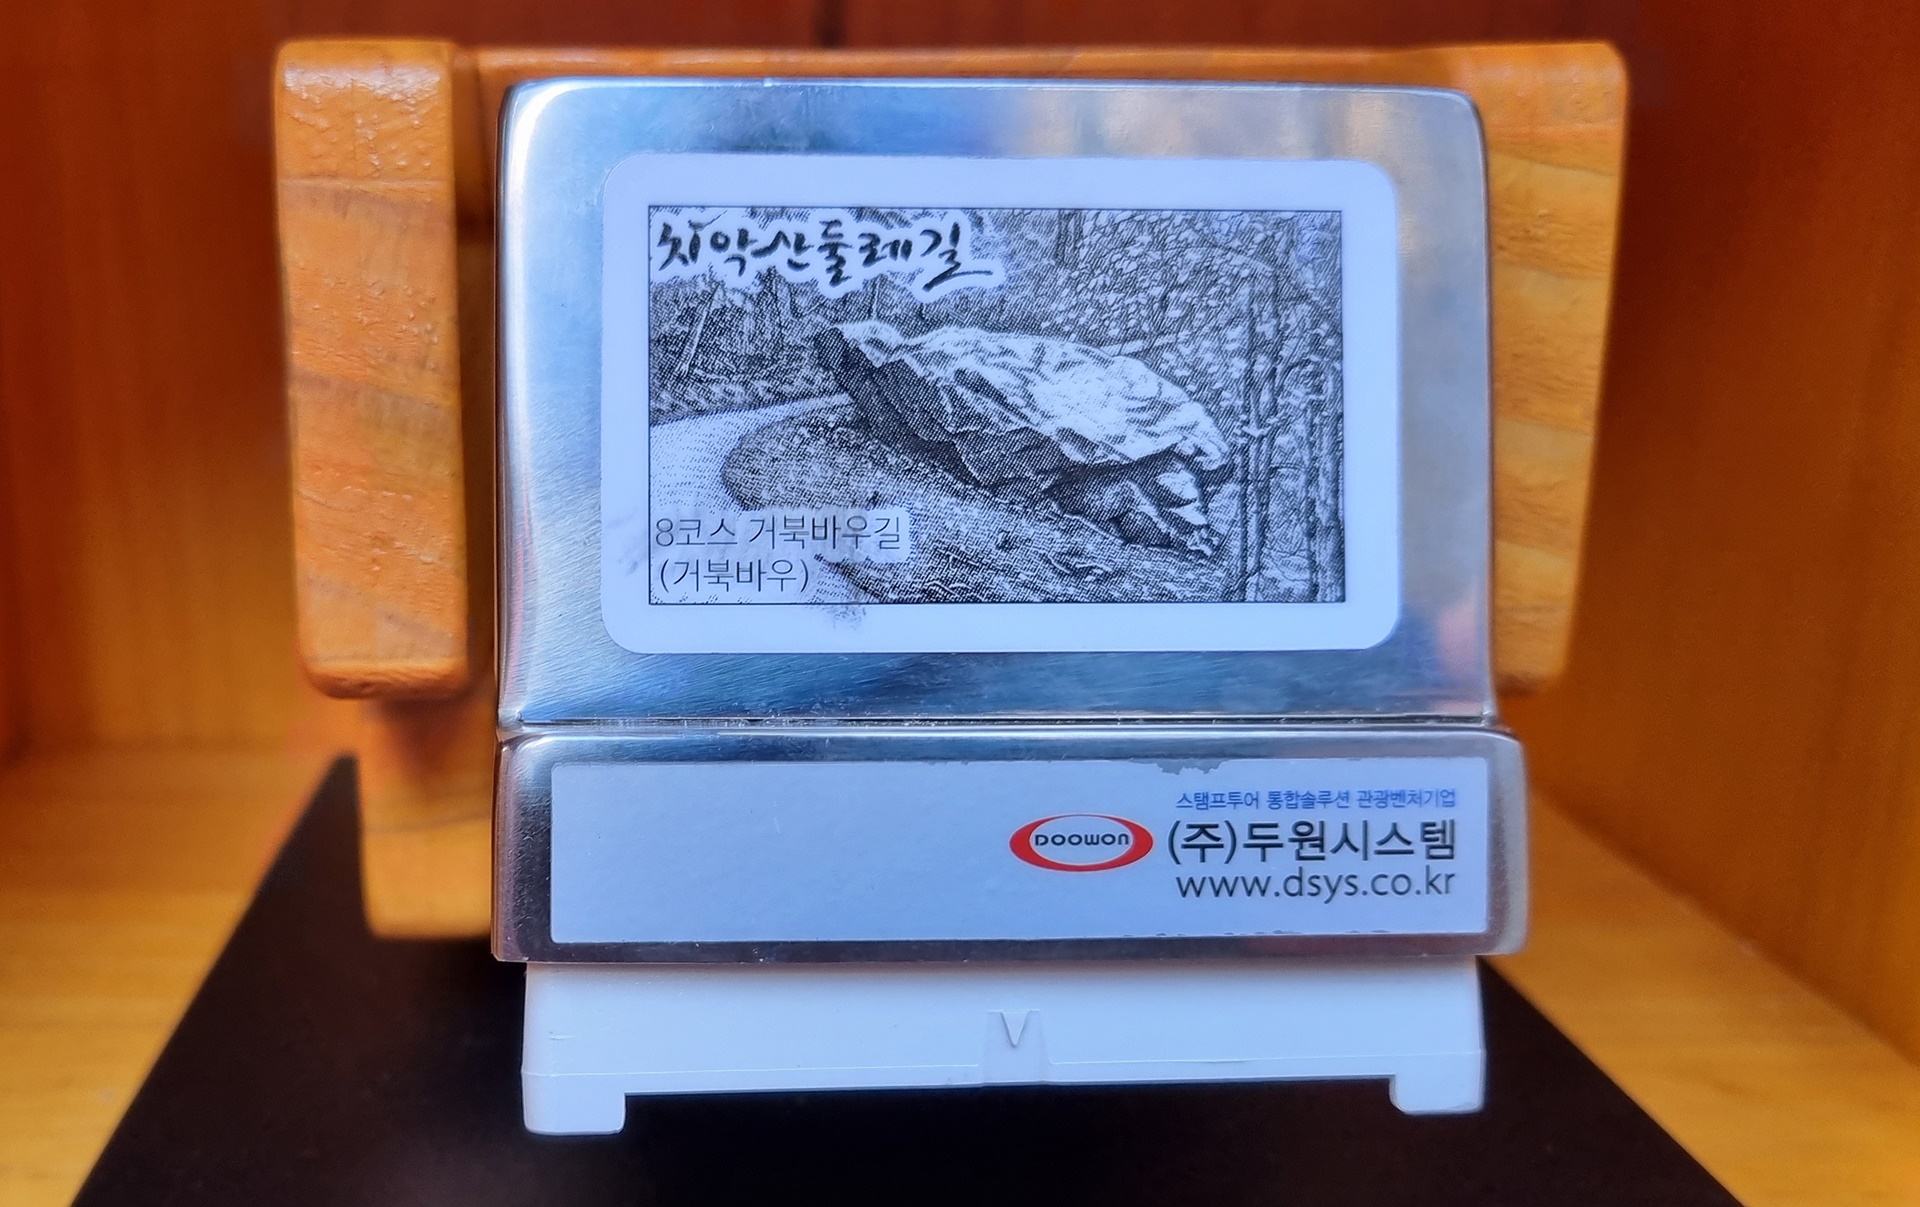 치악산둘레길
8코스 거북바우길
(거북바우)
스탬프투어 통합솔루션 관광벤처기업
DOOWON (주)두원시스템
www.dsys.co.kr